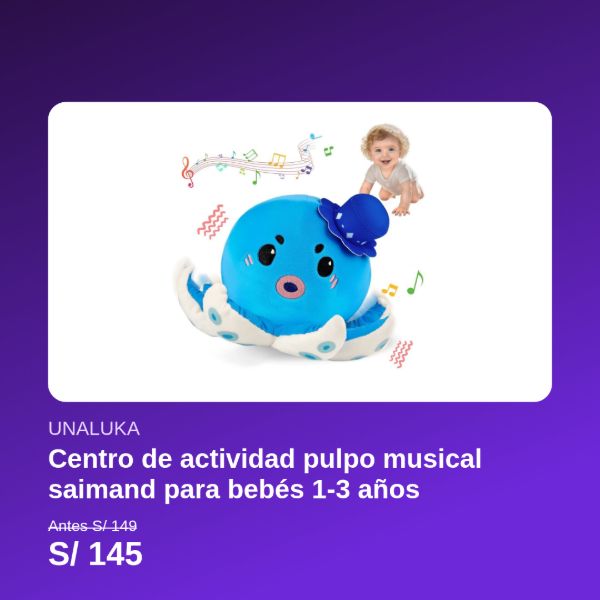 UNALUKA
Centro de actividad pulpo musical
saimand para bebés 1-3 años
Antes S/ 149
S/ 145